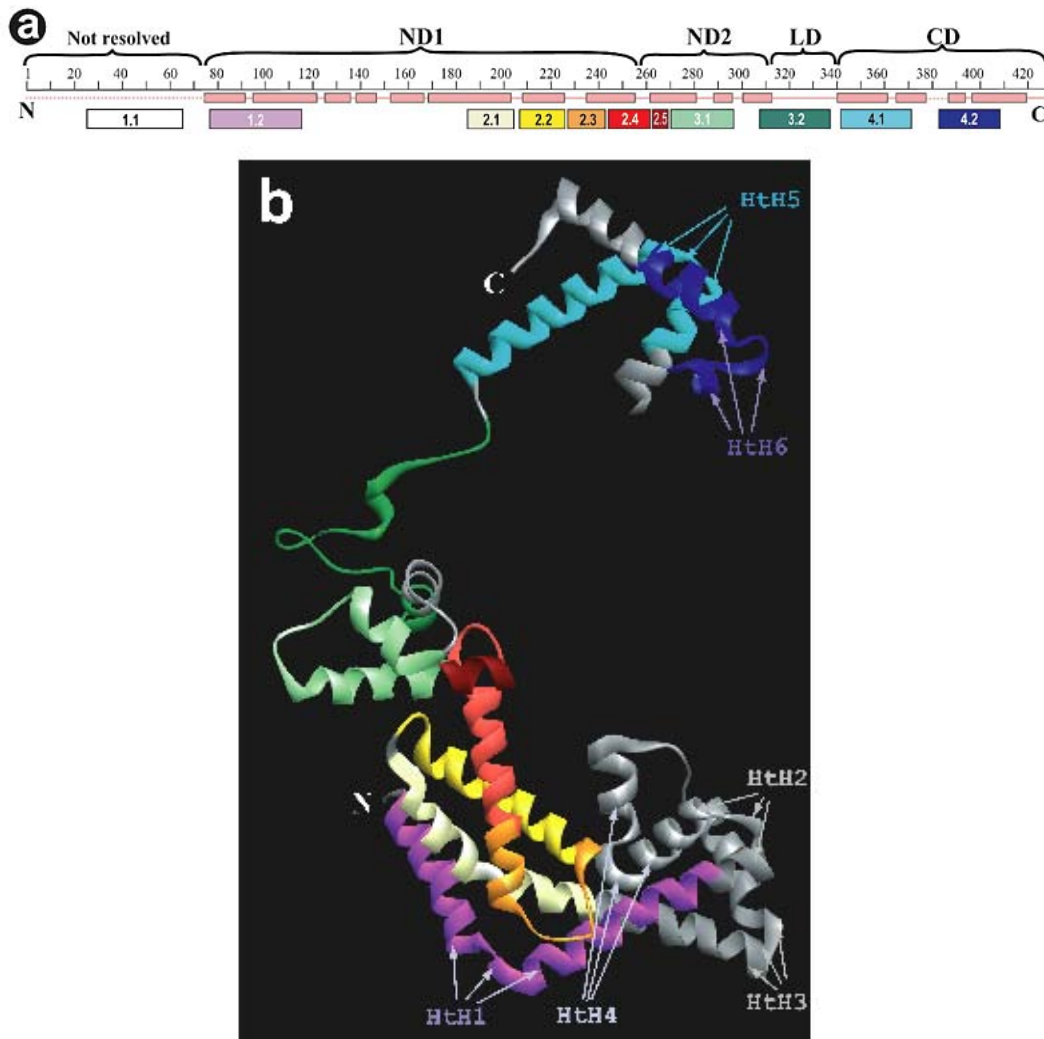 a
Not resolved ND1 ND2 LD CD
1 20 40 60 80 100 120 140 160 180 200 220 240 260 280 300 320 340 360 380 400 420
N C
1.1 1.2 2.1 2.2 2.3 2.4 2.5 3.1 3.2 4.1 4.2
b
HtH5
C
HtH6
HtH2
N
HtH1 HtH4 HtH3